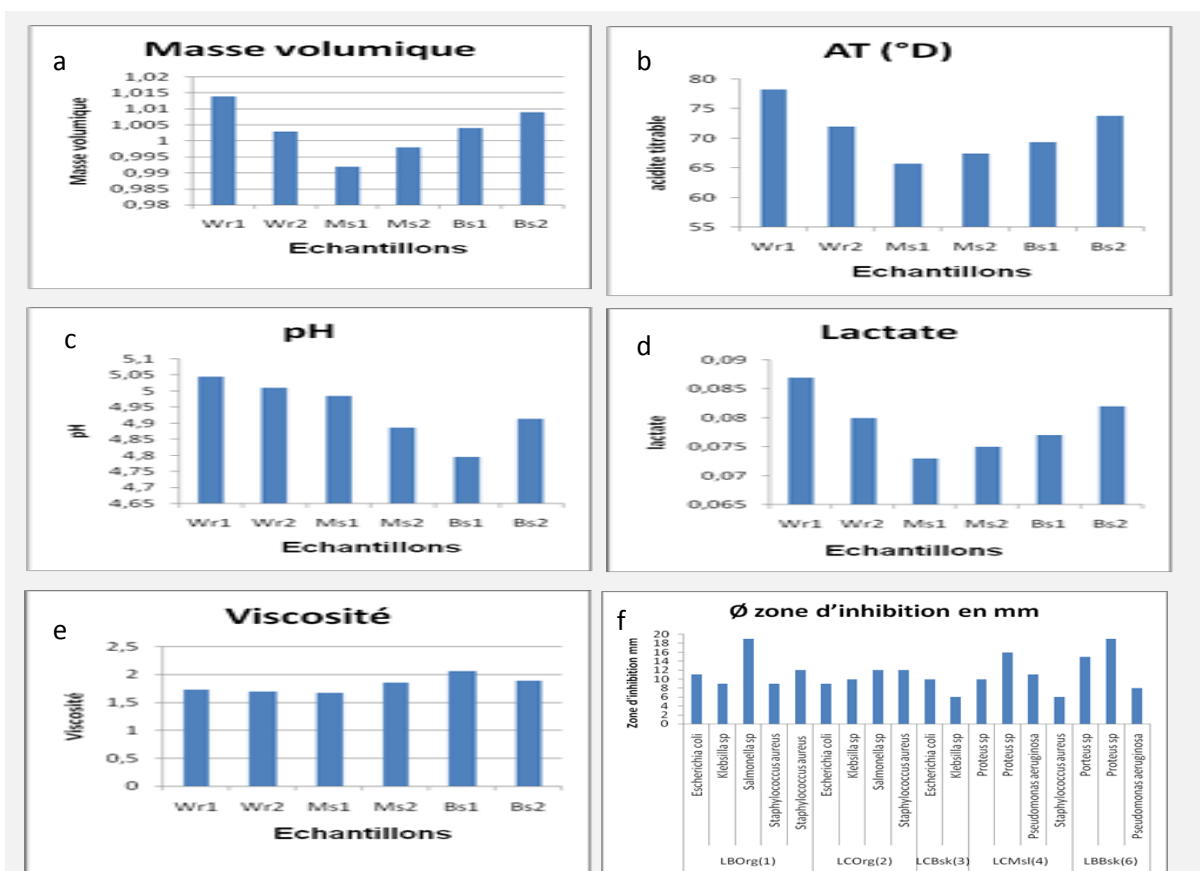 a
Masse volumique
Masse volumique
1,02
1,015
1,01
1,005
1
0,995
0,99
0,985
0,98
Wr1 Wr2 Ms1 Ms2 Bs1 Bs2
Echantillons
b
AT (°D)
acidite titrable
80
75
70
65
60
55
Wr1 Wr2 Ms1 Ms2 Bs1 Bs2
Echantillons
c
pH
pH
5,1
5,05
5
4,95
4,9
4,85
4,8
4,75
4,7
4,65
Wr1 Wr2 Ms1 Ms2 Bs1 Bs2
Echantillons
d
Lactate
lactate
0,09
0,085
0,08
0,075
0,07
0,065
Wr1 Wr2 Ms1 Ms2 Bs1 Bs2
Echantillons
e
Viscosité
Viscosité
2,5
2
1,5
1
0,5
0
Wr1 Wr2 Ms1 Ms2 Bs1 Bs2
Echantillons
f
Ø zone d'inhibition en mm
Zone d'inhibition mm
20
18
16
14
12
10
8
6
4
2
0
Escherichia coli
Klebsilla sp
Salmonella sp
Staphylococcus aureus
Staphylococcus aureus
Escherichia coli
Klebsilla sp
Salmonella sp
Staphylococcus aureus
Escherichia coli
Klebsilla sp
Proteus sp
Proteus sp
Pseudomonas aeruginosa
Staphylococcus aureus
Porteus sp
Proteus sp
Pseudomonas aeruginosa
LBOrg(1) LCOrg(2) LCBsk(3) LCMsl(4) LBBsk(6)